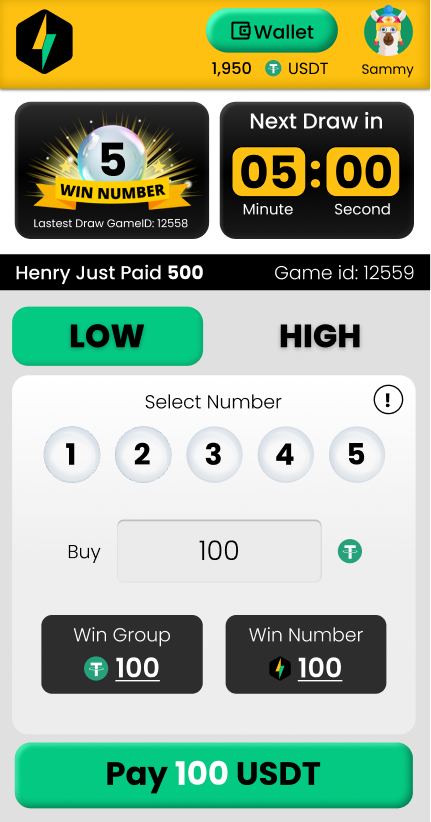 Wallet
1,950 USDT
Sammy
5
WIN NUMBER
Lastest Draw GameID: 12558
Next Draw in
05:00
Minute Second
Henry Just Paid 500 Game id: 12559
LOW HIGH
Select Number !
1 2 3 4 5
Buy 100
Win Group Win Number
100 100
Pay 100 USDT